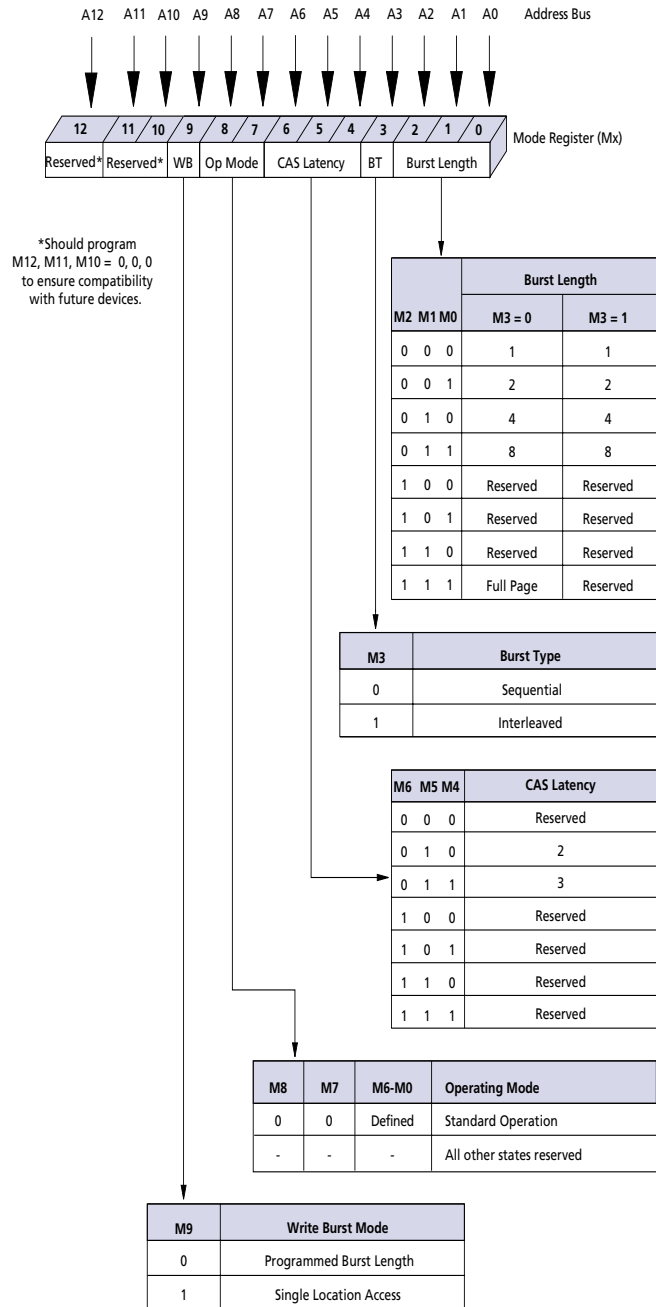 A12 A11 A10 A9 A8 A7 A6 A5 A4 A3 A2 A1 A0 Address Bus
12 11 10 9 8 7 6 5 4 3 2 1 0
Mode Register (Mx)
Reserved* Reserved* WB Op Mode CAS Latency BT Burst Length
*Should program
M12, M11, M10 = 0, 0, 0
to ensure compatibility
with future devices.
Burst Length
M2 M1 M0 M3 = 0 M3 = 1
0 0 0 1 1
0 0 1 2 2
0 1 0 4 4
0 1 1 8 8
1 0 0 Reserved Reserved
1 0 1 Reserved Reserved
1 1 0 Reserved Reserved
1 1 1 Full Page Reserved
M3 Burst Type
0 Sequential
1 Interleaved
M6 M5 M4 CAS Latency
0 0 0 Reserved
0 1 0 2
0 1 1 3
1 0 0 Reserved
1 0 1 Reserved
1 1 0 Reserved
1 1 1 Reserved
M8 M7 M6-M0 Operating Mode
0 0 Defined Standard Operation
- - - All other states reserved
M9 Write Burst Mode
0 Programmed Burst Length
1 Single Location Access